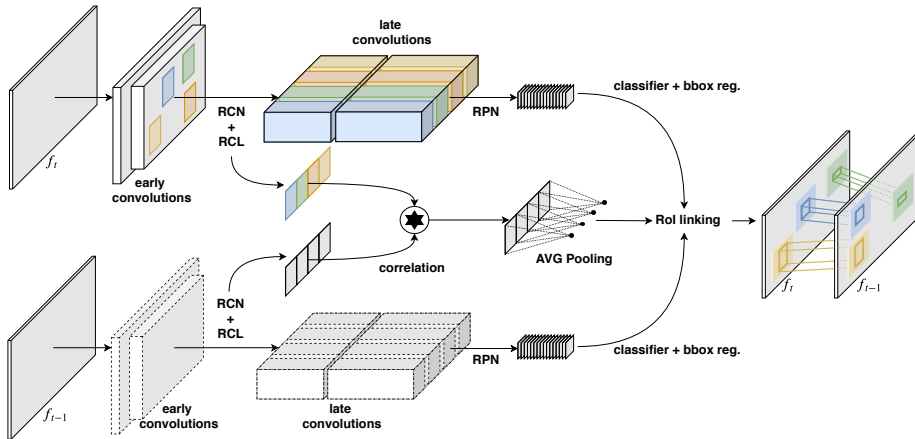 late
convolutions
classifier + bbox reg.
RCN
+
RCL
RPN
f_t
early
convolutions
correlation
AVG Pooling
RoI linking
f_t
f_{t-1}
RCN
+
RCL
RPN
classifier + bbox reg.
f_{t-1}
early
convolutions
late
convolutions